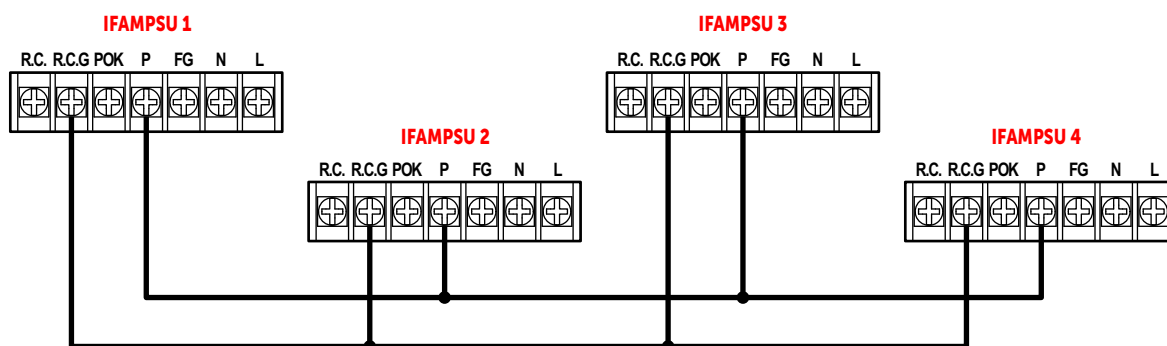 IFAMPSU 1
R.C. R.C.G POK P FG N L
IFAMPSU 3
R.C. R.C.G POK P FG N L
IFAMPSU 2
R.C. R.C.G POK P FG N L
IFAMPSU 4
R.C. R.C.G POK P FG N L